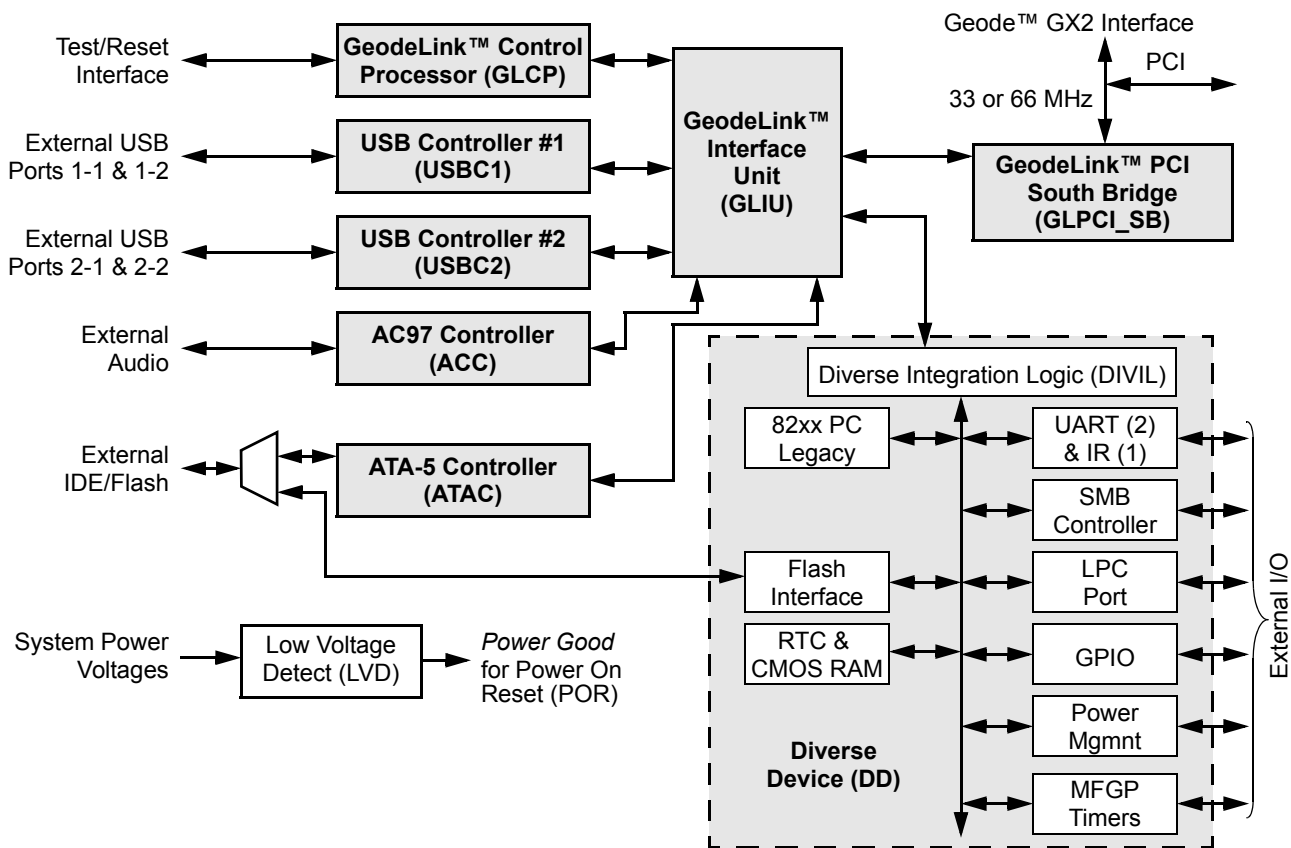 Test/Reset
Interface
GeodeLink™ Control
Processor (GLCP)
External USB
Ports 1-1 & 1-2
USB Controller #1
(USBC1)
External USB
Ports 2-1 & 2-2
USB Controller #2
(USBC2)
External
Audio
AC97 Controller
(ACC)
External
IDE/Flash
ATA-5 Controller
(ATAC)
System Power
Voltages
Low Voltage
Detect (LVD)
Power Good
for Power On
Reset (POR)
GeodeLink™
Interface
Unit
(GLIU)
Geode™ GX2 Interface
PCI
33 or 66 MHz
GeodeLink™ PCI
South Bridge
(GLPCI_SB)
Diverse Integration Logic (DIVIL)
82xx PC
Legacy
Flash
Interface
RTC &
CMOS RAM
Diverse
Device (DD)
UART (2)
& IR (1)
SMB
Controller
LPC
Port
GPIO
Power
Mgmnt
MFGP
Timers
External I/O